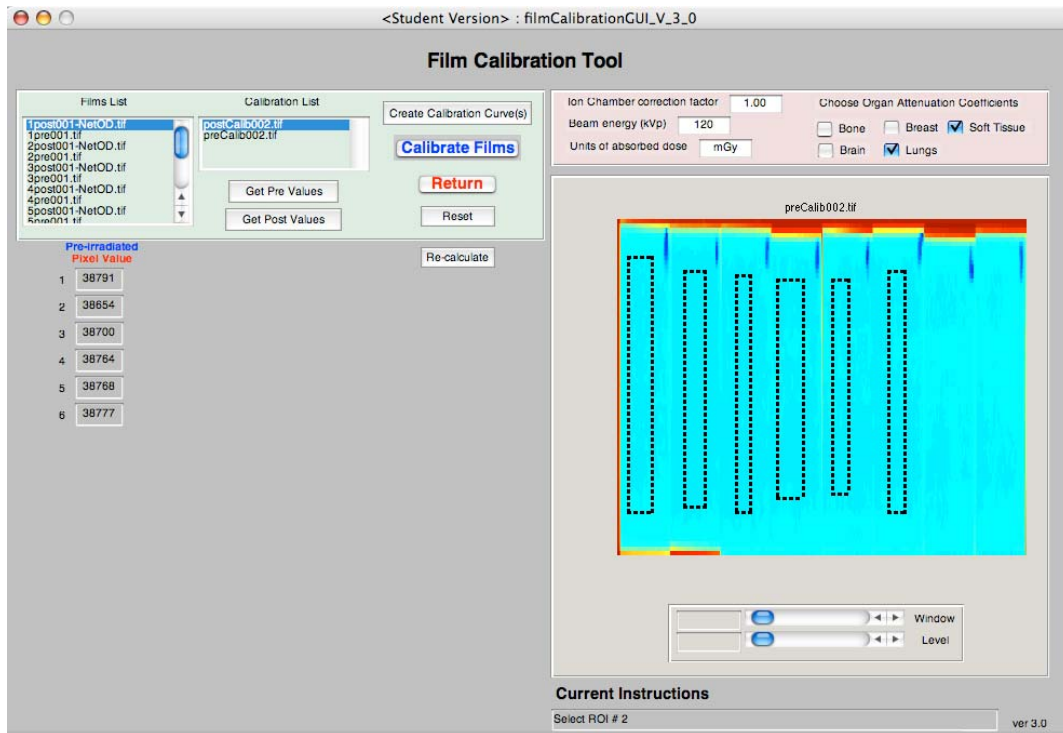 <Student Version> : filmCalibrationGUI_V_3_0
Film Calibration Tool
Films List
1post001-NetOD.tif
1pre001.tif
2post001-NetOD.tif
2pre001.tif
3post001-NetOD.tif
3pre001.tif
4post001-NetOD.tif
4pre001.tif
5post001-NetOD.tif
5pre001.tif
Calibration List
postCalib002.tif
preCalib002.tif
Get Pre Values
Get Post Values
Create Calibration Curve(s)
Calibrate Films
Return
Reset
Re-calculate
Ion Chamber correction factor 1.00
Beam energy (kVp) 120
Units of absorbed dose mGy
Choose Organ Attenuation Coefficients
Bone Breast Soft Tissue
Brain Lungs
Pre-irradiated
Pixel Value
1 38791
2 38654
3 38700
4 38764
5 38768
6 38777
preCalib002.tif
Window
Level
Current Instructions
Select ROI # 2
ver 3.0